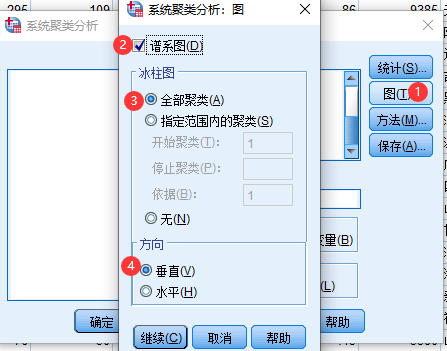 295
109
86
9386
系统聚类分析
系统聚类分析：图
2
谱系图(D)
统计(S)...
图(T)
1
冰柱图
方法(M)...
3
全部聚类(A)
指定范围内的聚类(S)
保存(A)...
开始聚类(T)：
1
停止聚类(P)：
依据(B)：
1
无(N)
变量(B)
方向
4
垂直(V)
水平(H)
(L)
确定
继续(C)
取消
帮助
帮助